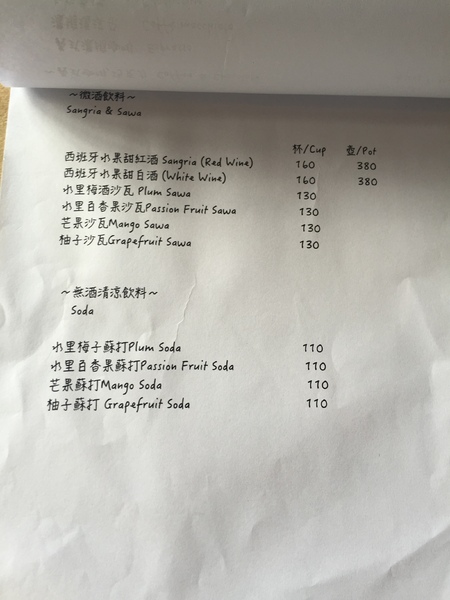 ～微酒飲料～
Sangria & Sawa
杯/Cup 壺/Pot
西班牙水果甜紅酒 Sangria (Red Wine) 160 380
西班牙水果甜白酒 (White Wine) 160 380
水里梅酒沙瓦 Plum Sawa 130
水里百香果沙瓦Passion Fruit Sawa 130
芒果沙瓦Mango Sawa 130
柚子沙瓦Grapefruit Sawa 130
～無酒清涼飲料～
Soda
水里梅子蘇打Plum Soda 110
水里百香果蘇打Passion Fruit Soda 110
芒果蘇打Mango Soda 110
柚子蘇打 Grapefruit Soda 110